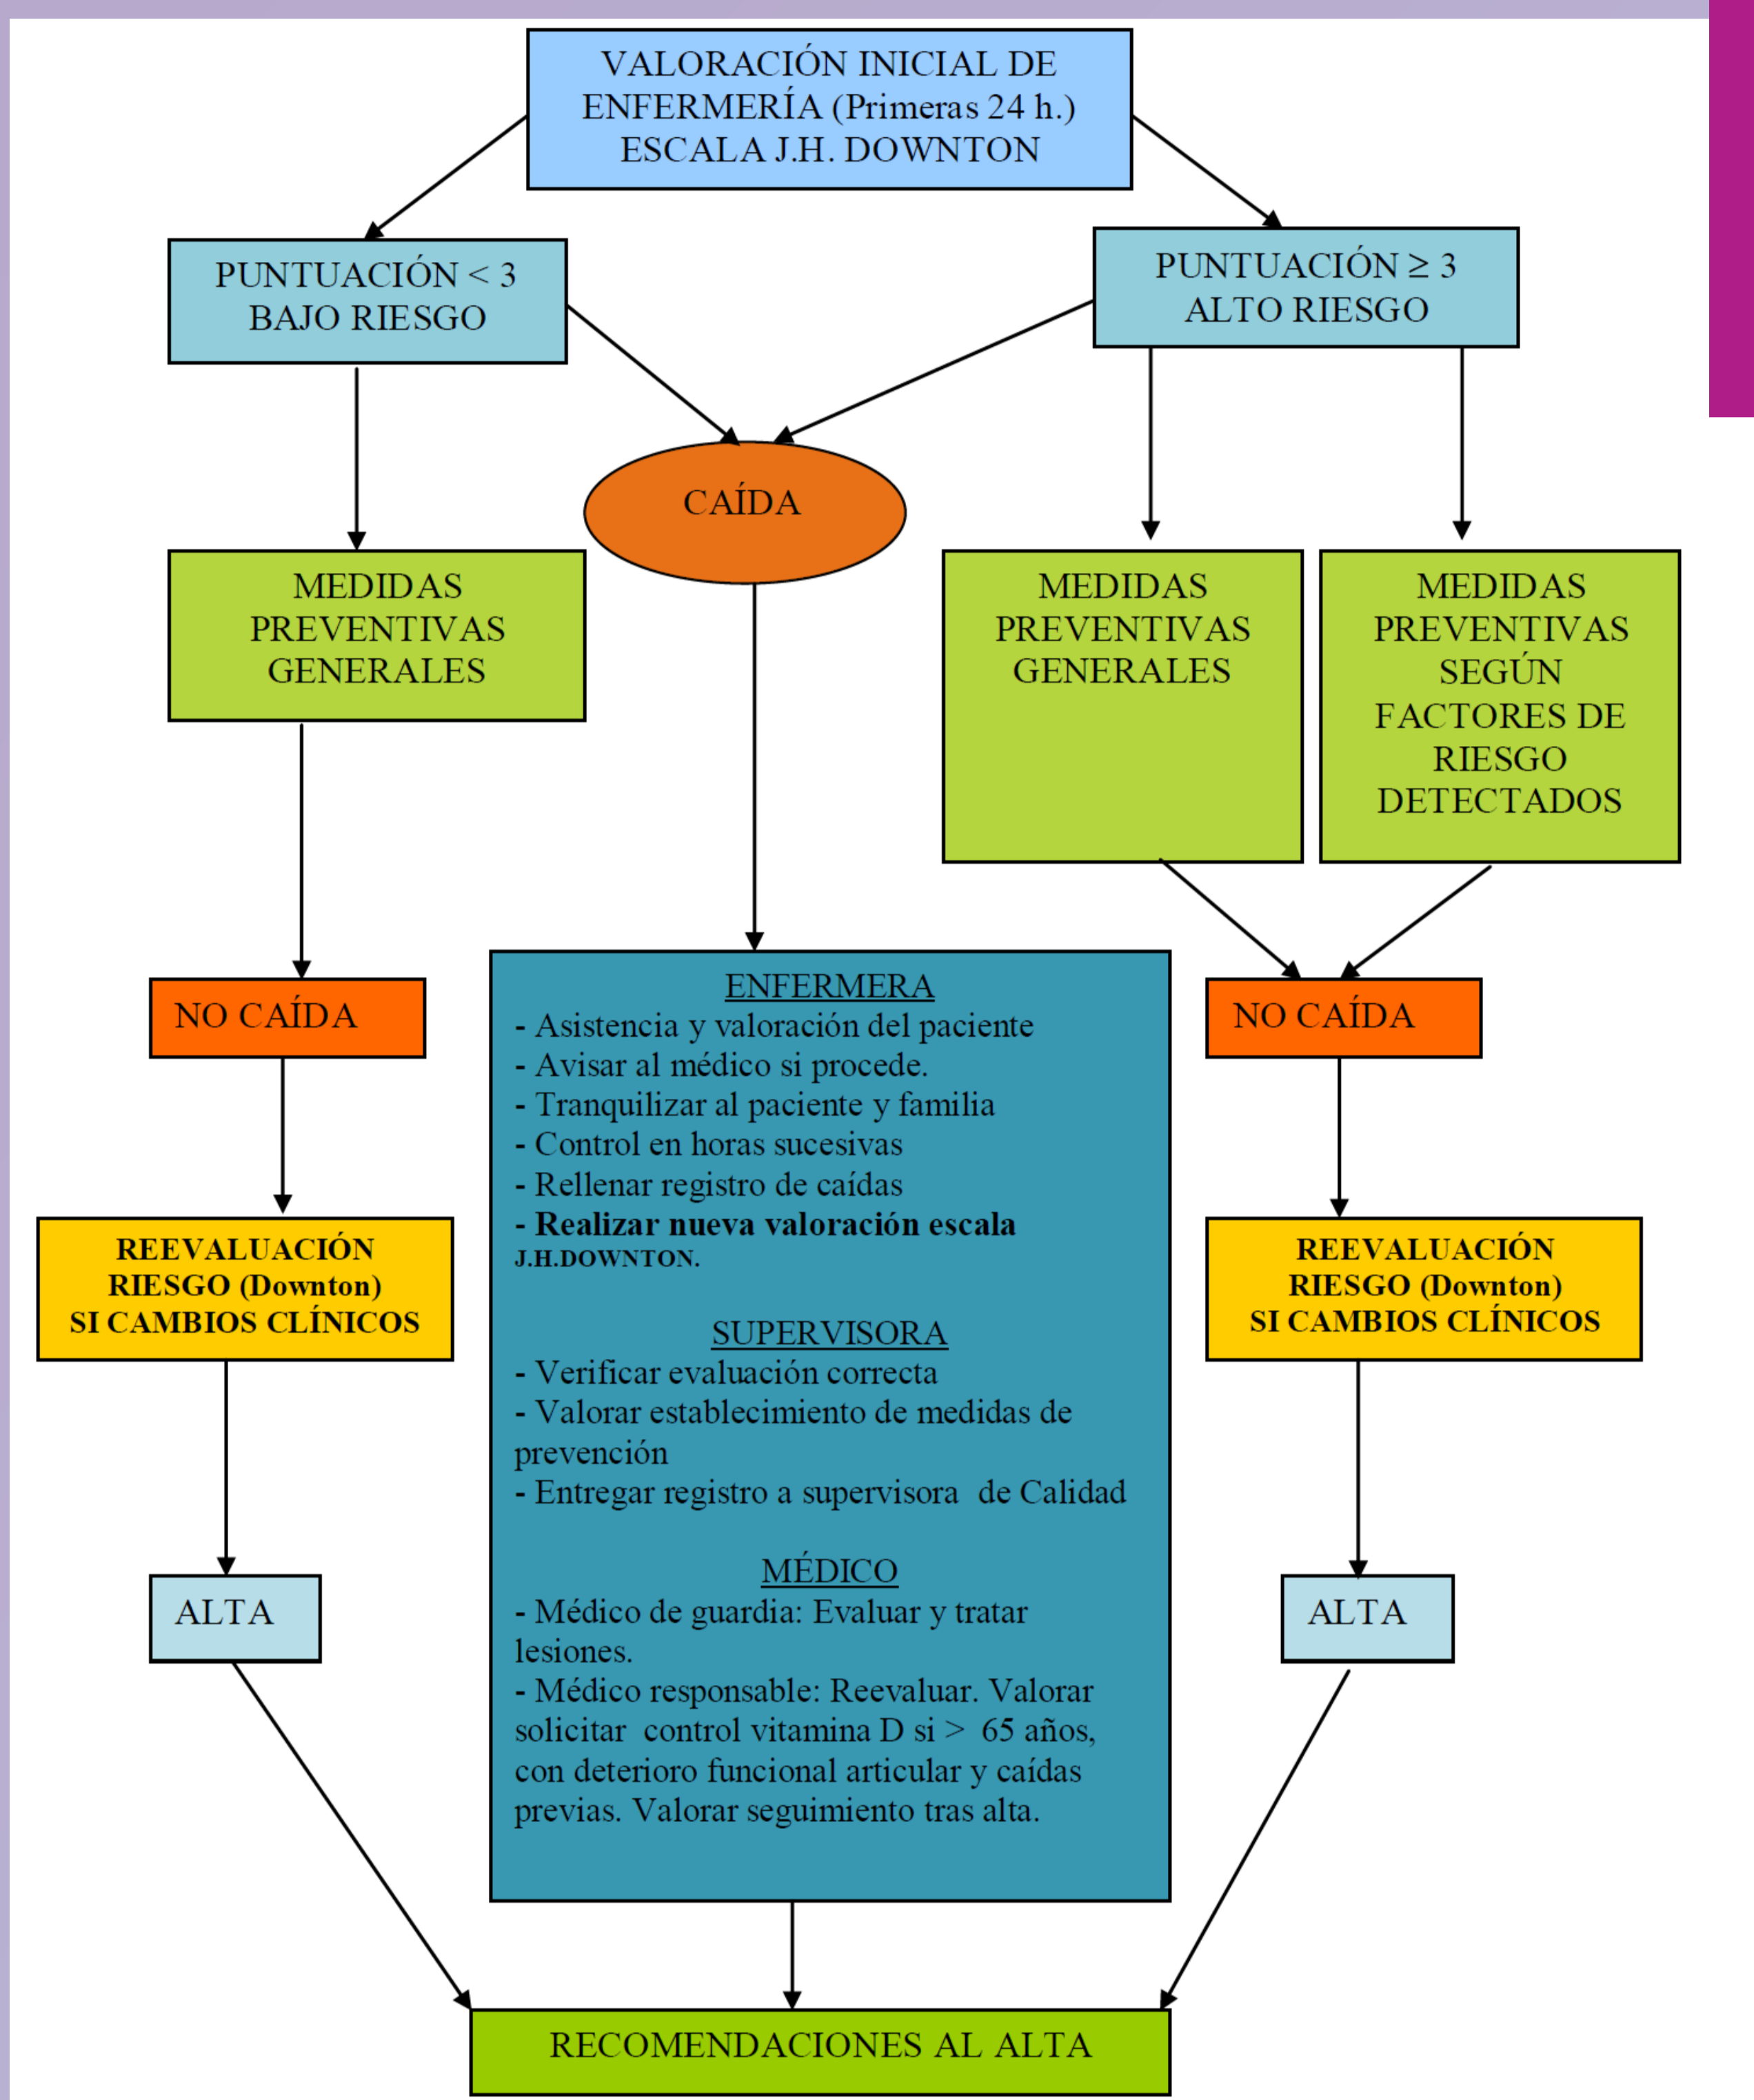 VALORACIÓN INICIAL DE
ENFERMERÍA (Primeras 24 h.)
ESCALA J.H. DOWNTON
PUNTUACIÓN < 3
BAJO RIESGO
PUNTUACIÓN ≥ 3
ALTO RIESGO
CAÍDA
MEDIDAS
PREVENTIVAS
GENERALES
MEDIDAS
PREVENTIVAS
GENERALES
MEDIDAS
PREVENTIVAS
SEGÚN
FACTORES DE
RIESGO
DETECTADOS
NO CAÍDA
ENFERMERA
- Asistencia y valoración del paciente
- Avisar al médico si procede.
- Tranquilizar al paciente y familia
- Control en horas sucesivas
- Rellenar registro de caídas
- Realizar nueva valoración escala
J.H.DOWNTON.
SUPERVISORA
- Verificar evaluación correcta
- Valorar establecimiento de medidas de
prevención
- Entregar registro a supervisora de Calidad
MÉDICO
- Médico de guardia: Evaluar y tratar
lesiones.
- Médico responsable: Reevaluar. Valorar
solicitar control vitamina D si > 65 años,
con deterioro funcional articular y caídas
previas. Valorar seguimiento tras alta.
NO CAÍDA
REEVALUACIÓN
RIESGO (Downton)
SI CAMBIOS CLÍNICOS
REEVALUACIÓN
RIESGO (Downton)
SI CAMBIOS CLÍNICOS
ALTA
ALTA
RECOMENDACIONES AL ALTA